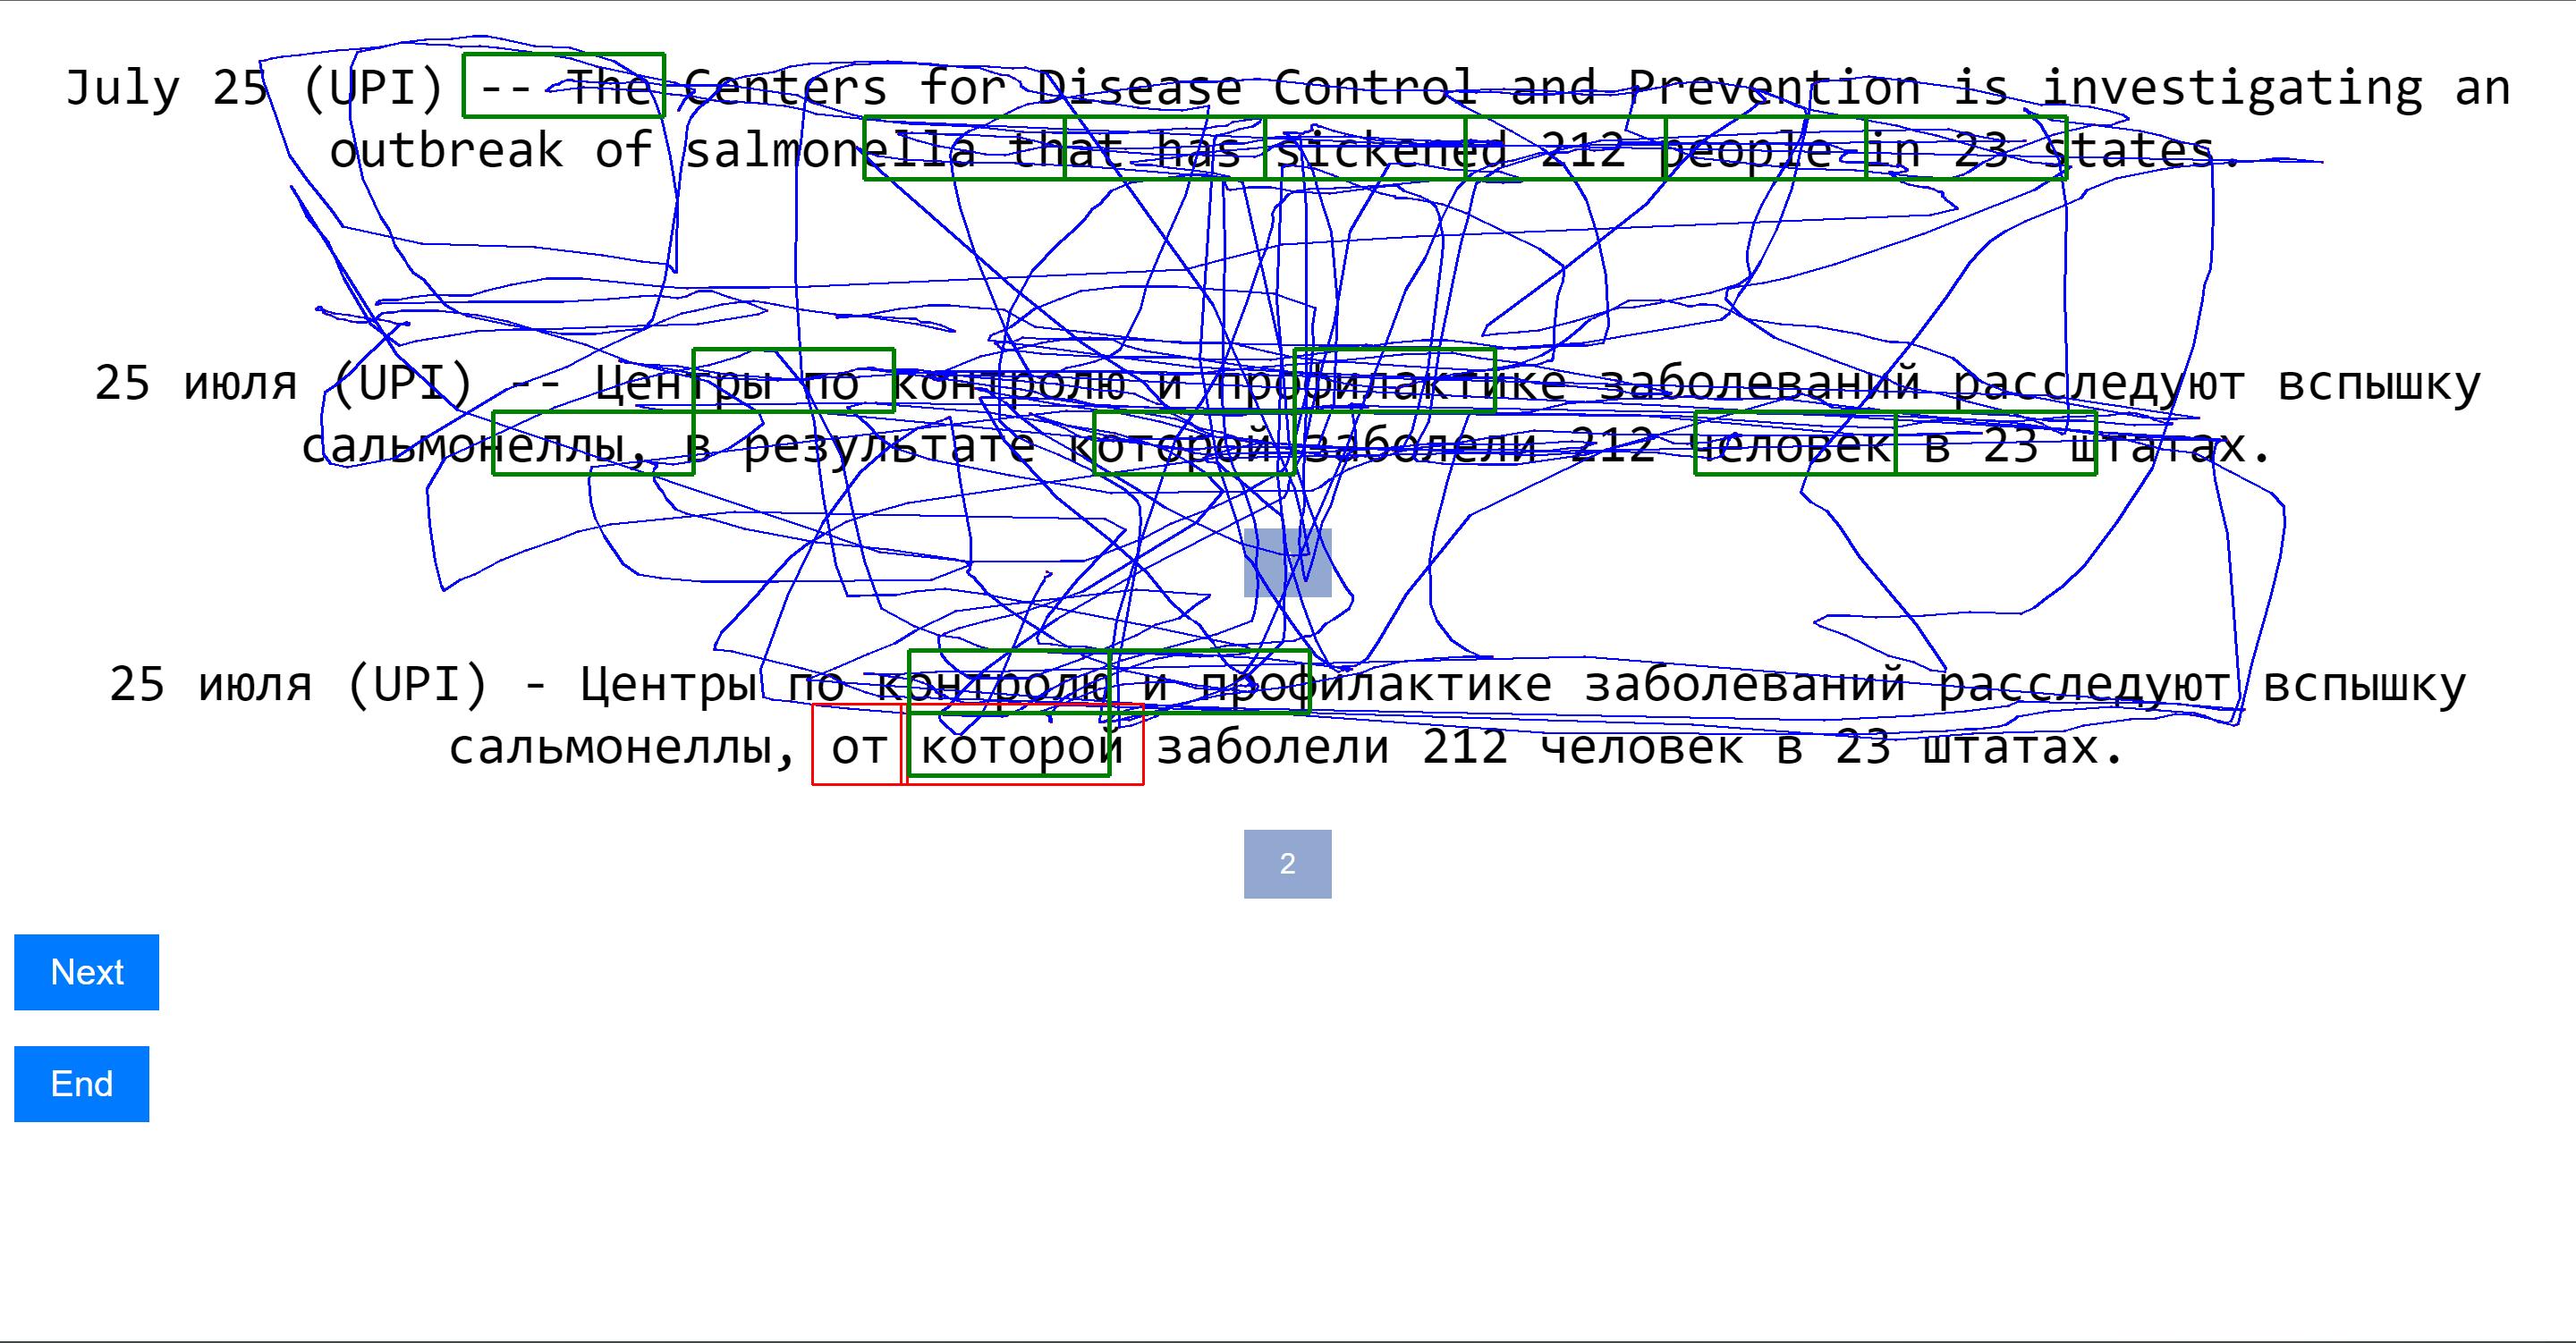 July 25 (UPI) -- The Centers for Disease Control and Prevention is investigating an
outbreak of salmonella that has sickened 212 people in 23 states.
25 июля (UPI) -- Центры по контролю и профилактике заболеваний расследуют вспышку
сальмонеллы, в результате которой заболели 212 человек в 23 штатах.
25 июля (UPI) - Центры по контролю и профилактике заболеваний расследуют вспышку
сальмонеллы, от которой заболели 212 человек в 23 штатах.
2
Next
End